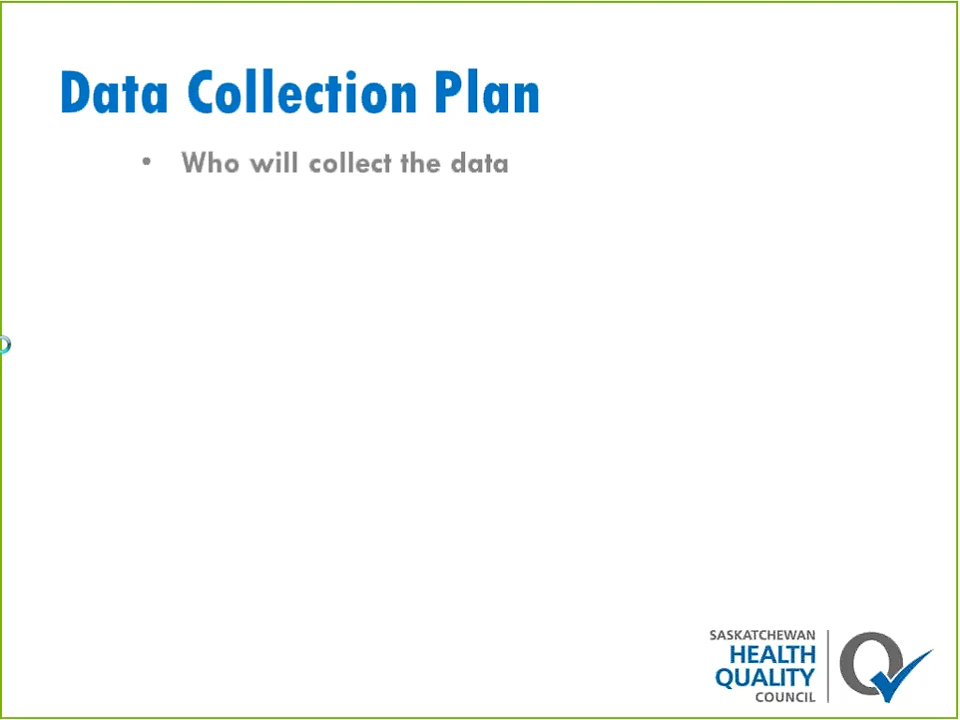 Data Collection Plan
• Who will collect the data
SASKATCHEWAN
HEALTH
QUALITY
COUNCIL